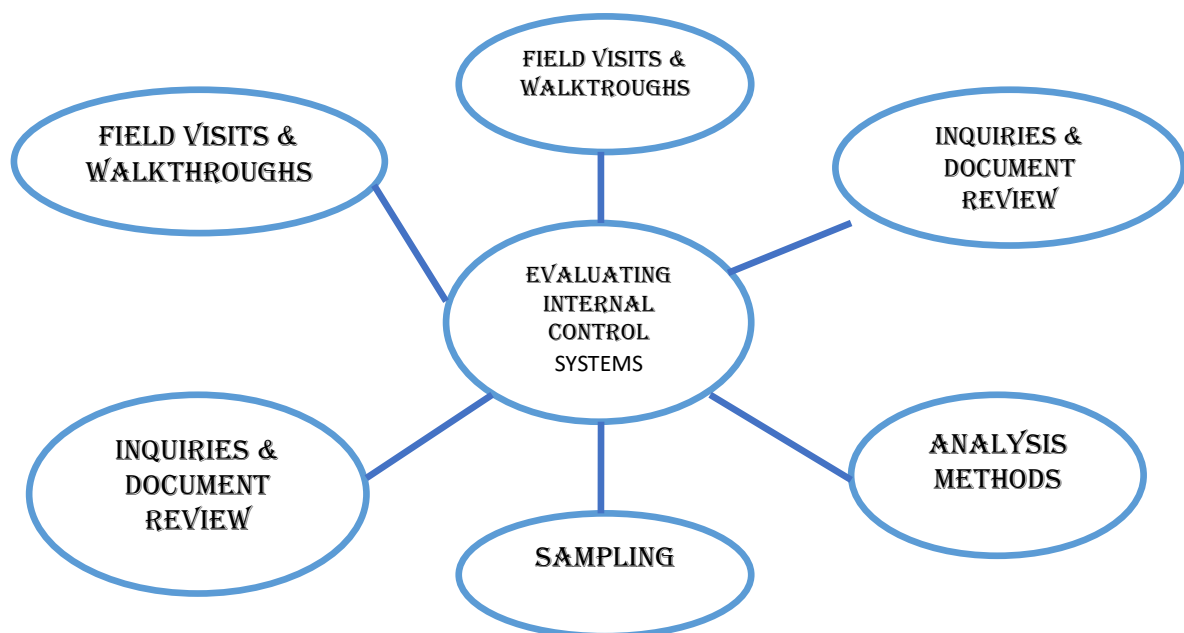 FIELD VISITS &
WALKTROUGHS
FIELD VISITS &
WALKTHROUGHS
INQUIRIES &
DOCUMENT
REVIEW
EVALUATING
INTERNAL
CONTROL
SYSTEMS
INQUIRIES &
DOCUMENT
REVIEW
ANALYSIS
METHODS
SAMPLING